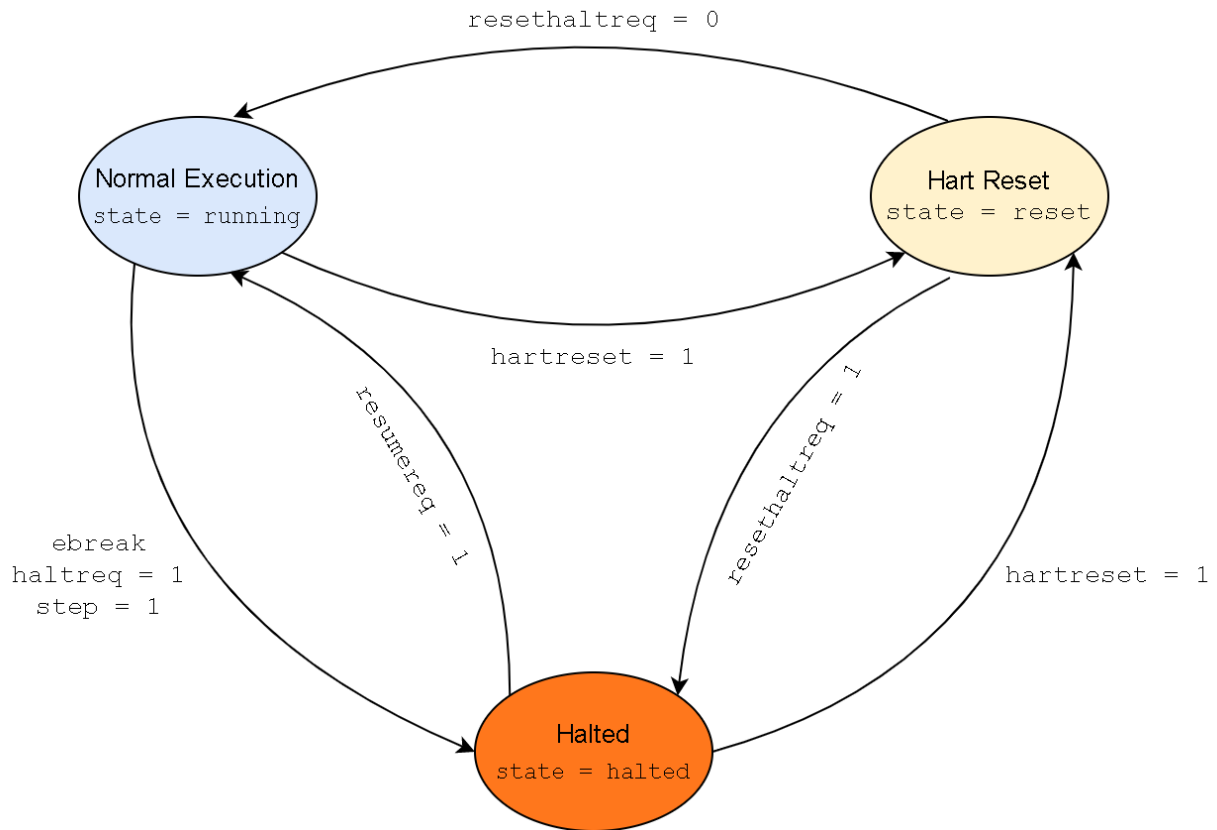 resethaltreq = 0
Normal Execution
state = running
Hart Reset
state = reset
hartreset = 1
resumereq = 1
resethaltreq = 1
ebreak
haltreq = 1
step = 1
hartreset = 1
Halted
state = halted